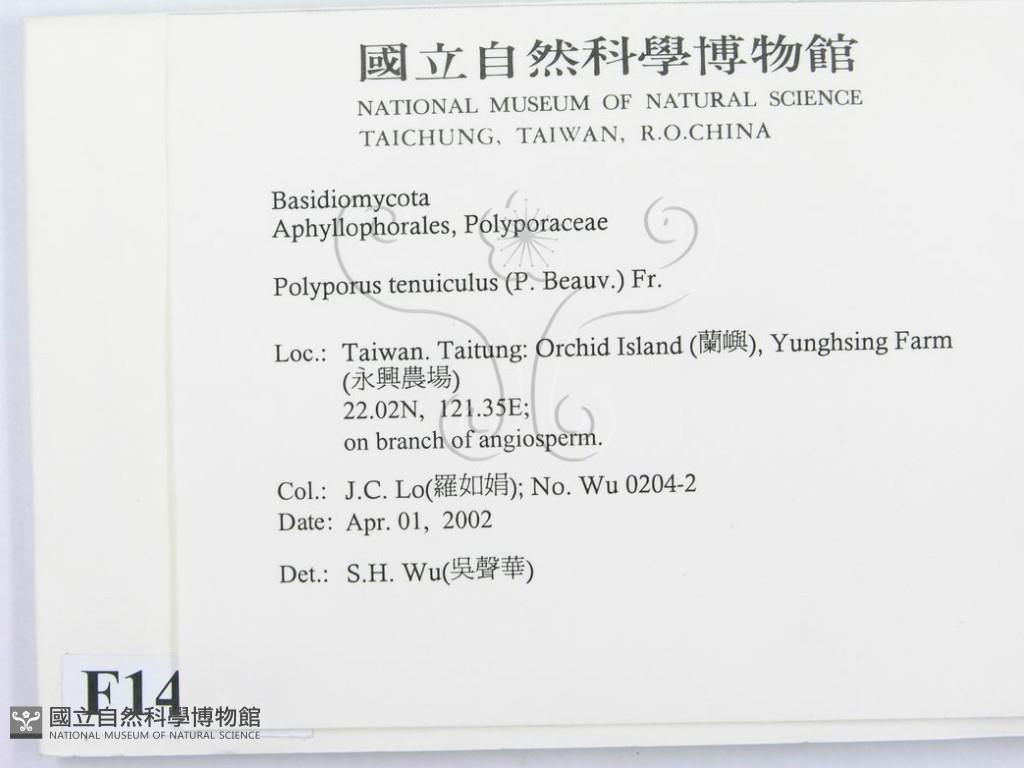 國立自然科學博物館
NATIONAL MUSEUM OF NATURAL SCIENCE
TAICHUNG, TAIWAN, R.O.CHINA
Basidiomycota
Aphyllophorales, Polyporaceae
Polyporus tenuiculus (P. Beauv.) Fr.
Loc.: Taiwan. Taitung: Orchid Island (蘭嶼), Yunghsing Farm
(永興農場)
22.02N, 121.35E;
on branch of angiosperm.
Col.: J.C. Lo(羅如娟); No. Wu 0204-2
Date: Apr. 01, 2002
Det.: S.H. Wu(吳聲華)
F14
國立自然科學博物館
NATIONAL MUSEUM OF NATURAL SCIENCE